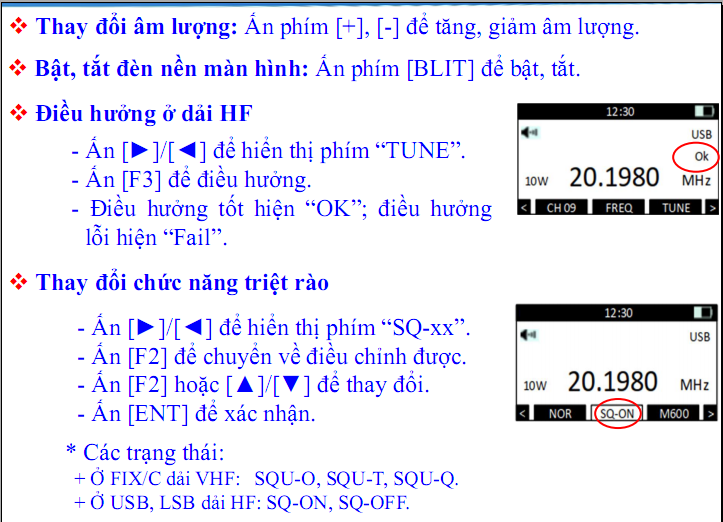 ❖ Thay đổi âm lượng: Ấn phím [+], [-] để tăng, giảm âm lượng.
❖ Bật, tắt đèn nền màn hình: Ấn phím [BLIT] để bật, tắt.
❖ Điều hưởng ở dải HF
- Ấn [►]/[◄] để hiển thị phím “TUNE”.
- Ấn [F3] để điều hưởng.
- Điều hưởng tốt hiện “OK”; điều hưởng
lỗi hiện “Fail”.
12:30
USB
Ok
10W 20.1980 MHz
< CH 09 FREQ TUNE >
❖ Thay đổi chức năng triệt rào
- Ấn [►]/[◄] để hiển thị phím “SQ-xx”.
- Ấn [F2] để chuyển về điều chỉnh được.
- Ấn [F2] hoặc [▲]/[▼] để thay đổi.
- Ấn [ENT] để xác nhận.
12:30
USB
10W 20.1980 MHz
< NOR SQ-ON M600 >
* Các trạng thái:
+ Ở FIX/C dải VHF: SQU-O, SQU-T, SQU-Q.
+ Ở USB, LSB dải HF: SQ-ON, SQ-OFF.